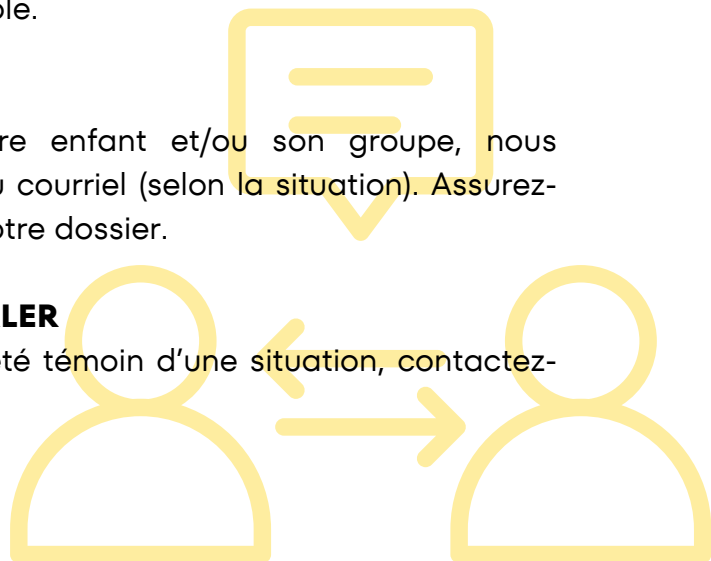 ole.
re enfant et/ou son groupe, nous
u courriel (selon la situation). Assurez-
otre dossier.
LER
été témoin d'une situation, contactez-